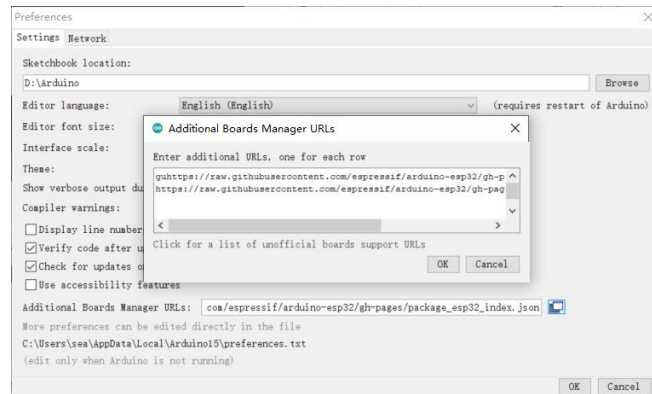 Preferences
Settings Network
Sketchbook location:
D:\Arduino
Browse
Editor language: English (English) (requires restart of Arduino)
Editor font size:
Interface scale:
Theme:
Show verbose output du
Compiler warnings:
Display line number
Verify code after u
Check for updates o
Use accessibility features
Additional Boards Manager URLs: com/espressif/arduino-esp32/gh-pages/package_esp32_index.json
More preferences can be edited directly in the file
C:\Users\sea\AppData\Local\Arduino15\preferences.txt
(edit only when Arduino is not running)
OK Cancel
Additional Boards Manager URLs
Enter additional URLs, one for each row
guhttps://raw.githubusercontent.com/espressif/arduino-esp32/gh-p
https://raw.githubusercontent.com/espressif/arduino-esp32/gh-pag
Click for a list of unofficial boards support URLs
OK Cancel